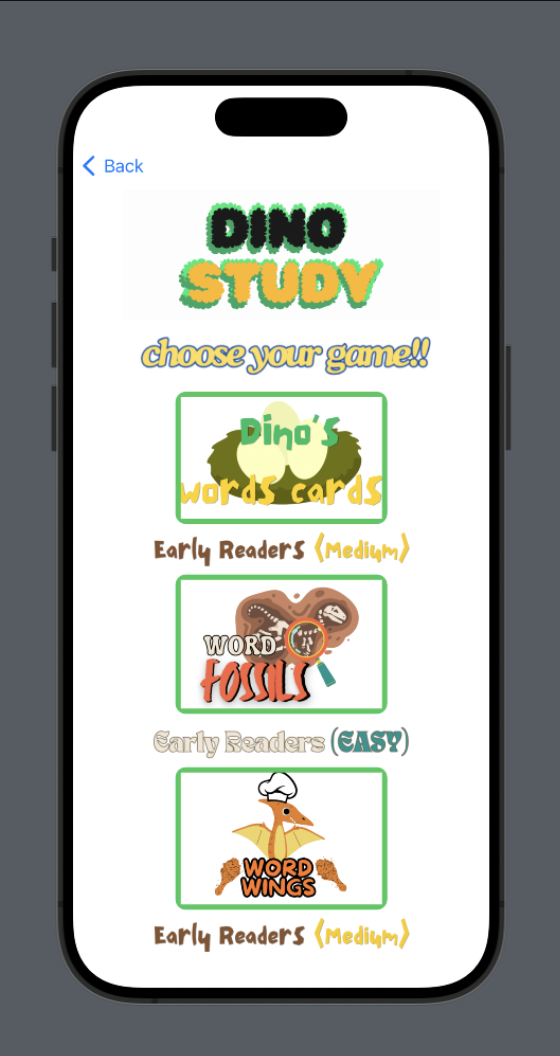 Back
DINO
STUDY
choose your game!!
Dino's
words cards
Early Readers (Medium)
WORD
FOSSILS
Early Readers (EASY)
WORD
WINGS
Early Readers (Medium)